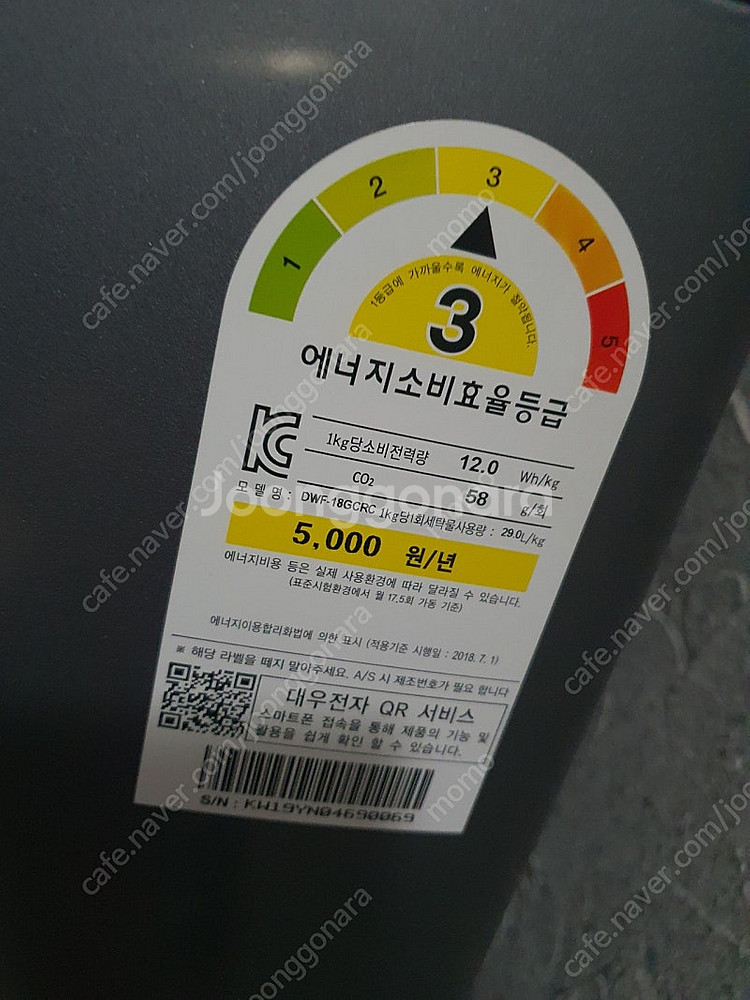 1
2
3
4
5
1등급에 가까울수록 에너지가 절약됩니다.
3
에너지소비효율등급
1kg당소비전력량 12.0 Wh/kg
CO2 58 g/회
모 델 명 : DWF-18GCRC 1kg당1회세탁물사용량 : 29.0L/kg
5,000 원/년
에너지비용 등은 실제 사용환경에 따라 달라질 수 있습니다.
(표준시험환경에서 월 17.5회 가동 기준)
에너지이용합리화법에 의한 표시 (적용기준 시행일 : 2018. 7. 1)
※ 해당 라벨을 떼지 말아주세요. A/S 시 제조번호가 필요 합니다
대우전자 QR 서비스
스마트폰 접속을 통해 제품의 기능 및
활용을 쉽게 확인 할 수 있습니다.
S/N : KW19YN04690069
Joonggonara
cafe.naver.com/joonggonara
momo